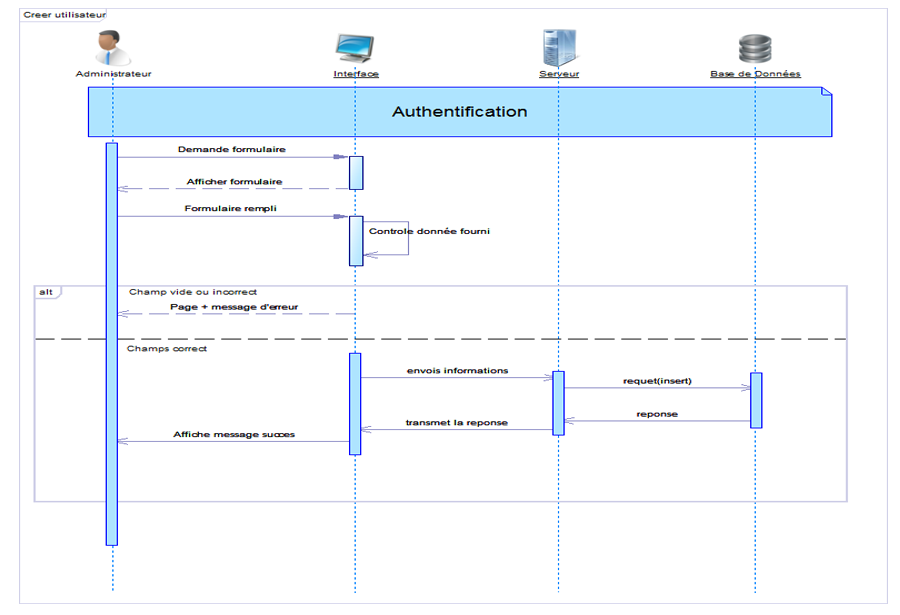 Creer utilisateur
Administrateur
Interface
Serveur
Base de Données
Authentification
Demande formulaire
Afficher formulaire
Formulaire rempli
Controle donnée fourni
alt
Champ vide ou incorrect
Page + message d'erreur
Champs correct
envois informations
requet(insert)
reponse
transmet la reponse
Affiche message succes